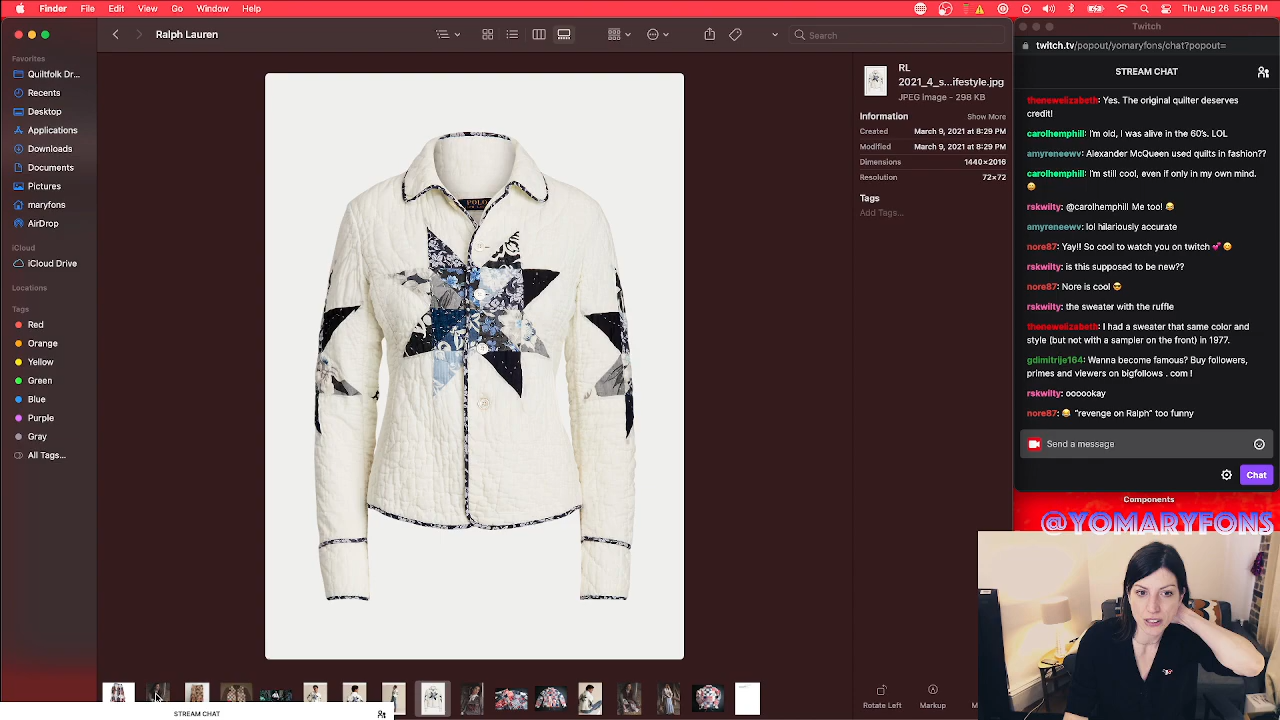 Finder File Edit View Go Window Help
Thu Aug 26 5:55 PM
Ralph Lauren
Search
Favorites
Quiltfolk Dr...
Recents
Desktop
Applications
Downloads
Documents
Pictures
maryfons
AirDrop
iCloud
iCloud Drive
Locations
Tags
Red
Orange
Yellow
Green
Blue
Purple
Gray
All Tags...
POLO
RL
2021_4_s...ifestyle.jpg
JPEG image - 298 KB
Information Show More
Created March 9, 2021 at 8:29 PM
Modified March 9, 2021 at 8:29 PM
Dimensions 1440×2016
Resolution 72×72
Tags
Add Tags...
Rotate Left Markup M
STREAM CHAT
Twitch
twitch.tv/popout/yomaryfons/chat?popout=
STREAM CHAT
thenewelizabeth: Yes. The original quilter deserves
credit!
carolhemphill: I'm old, I was alive in the 60's. LOL
amyreneewv: Alexander McQueen used quilts in fashion??
carolhemphill: I'm still cool, even if only in my own mind.
😀
rskwilty: @carolhemphill Me too! 😂
amyreneewv: lol hilariously accurate
nore87: Yay!! So cool to watch you on twitch 💕 😊
rskwilty: is this supposed to be new??
nore87: Nore is cool 😎
rskwilty: the sweater with the ruffle
thenewelizabeth: I had a sweater that same color and
style (but not with a sampler on the front) in 1977.
gdimitrije164: Wanna become famous? Buy followers,
primes and viewers on bigfollows . com !
rskwilty: ooookay
nore87: 😂 "revenge on Ralph" too funny
Send a message
Chat
Components
@YOMARYFONS